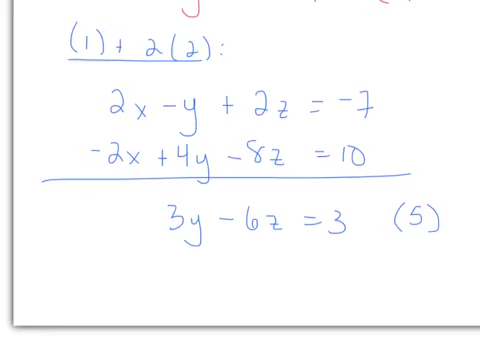 (1) + 2(2):
2x - y + 2z = -7
-2x + 4y - 8z = 10
3y - 6z = 3 (5)